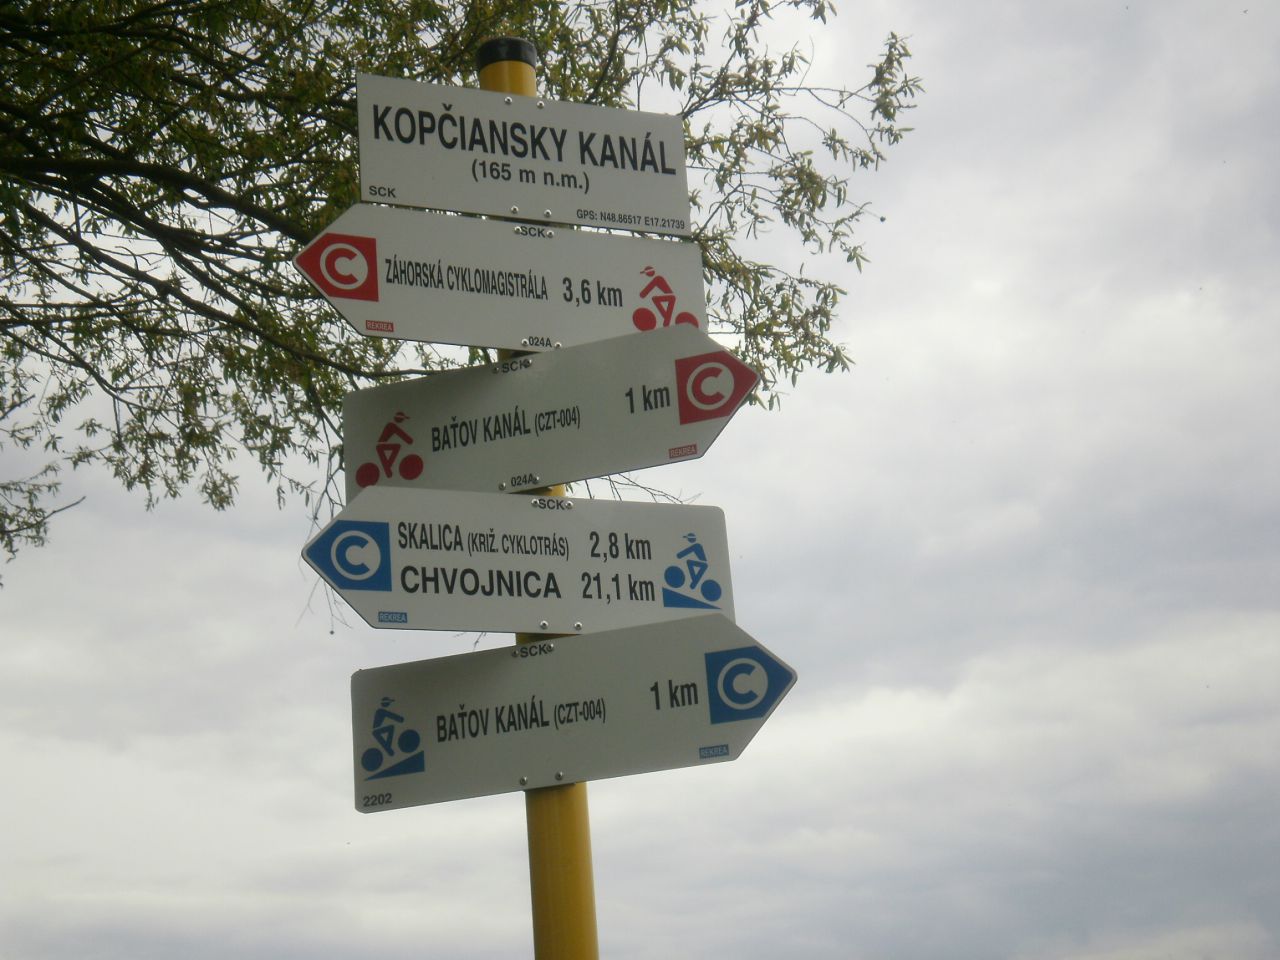 KOPČIANSKY KANÁL
(165 m n.m.)
SCK
GPS: N48.86517 E17.21739
SCK
C
ZÁHORSKÁ CYKLOMAGISTRÁLA 3,6 km
REKREA
024A
SCK
BAŤOV KANÁL (CZT-004) 1 km
C
REKREA
024A
SCK
C
SKALICA (KRIŽ. CYKLOTRÁS) 2,8 km
CHVOJNICA 21,1 km
REKREA
SCK
BAŤOV KANÁL (CZT-004) 1 km
C
REKREA
2202